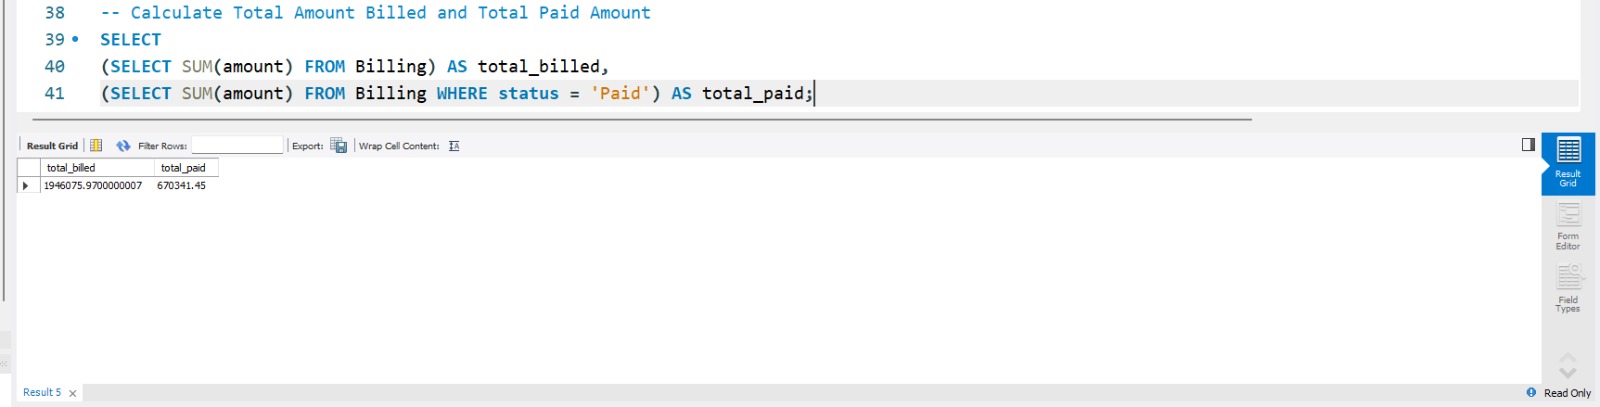 38 -- Calculate Total Amount Billed and Total Paid Amount
39 SELECT
40 (SELECT SUM(amount) FROM Billing) AS total_billed,
41 (SELECT SUM(amount) FROM Billing WHERE status = 'Paid') AS total_paid;
Result Grid Filter Rows: Export: Wrap Cell Content:
total_billed total_paid
1946075.9700000007 670341.45
Result
Grid
Form
Editor
Field
Types
Result 5 Read Only